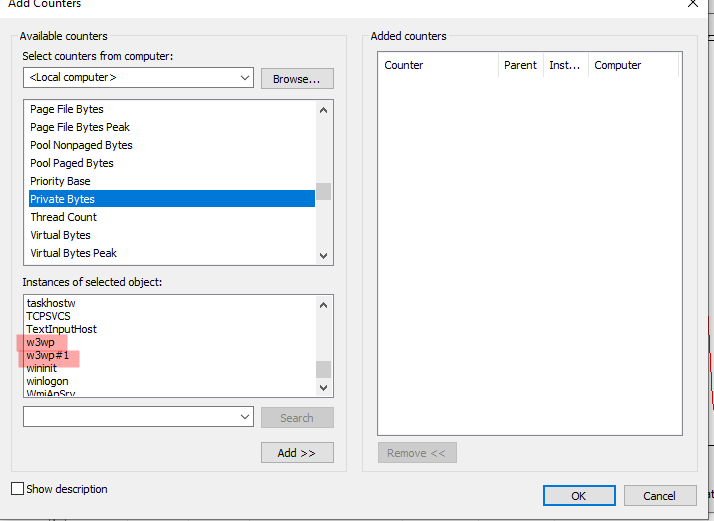 Add Counters
Available counters
Select counters from computer:
<Local computer>
Browse...
Page File Bytes
Page File Bytes Peak
Pool Nonpaged Bytes
Pool Paged Bytes
Priority Base
Private Bytes
Thread Count
Virtual Bytes
Virtual Bytes Peak
Instances of selected object:
taskhostw
TCPSVCS
TextInputHost
w3wp
w3wp#1
wininit
winlogon
WmiApSrv
Search
Add >>
Show description
Added counters
Counter Parent Inst... Computer
Remove <<
OK
Cancel